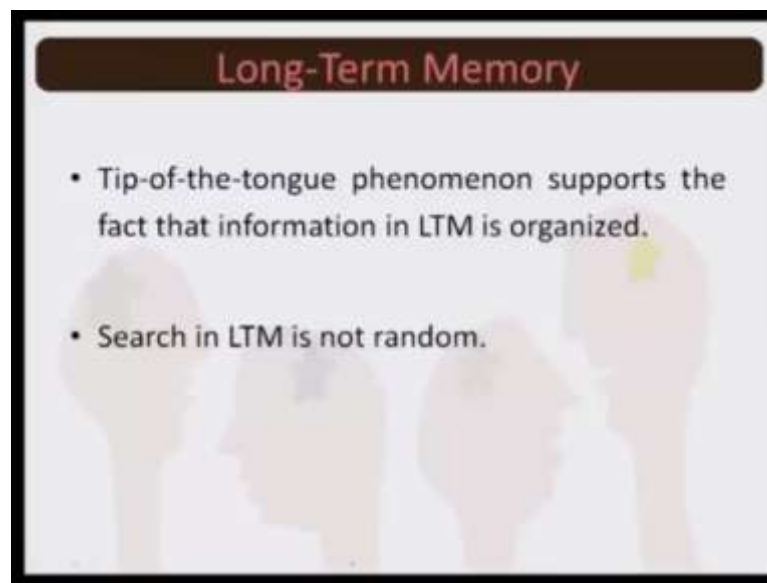 Long-Term Memory
• Tip-of-the-tongue phenomenon supports the
fact that information in LTM is organized.
• Search in LTM is not random.